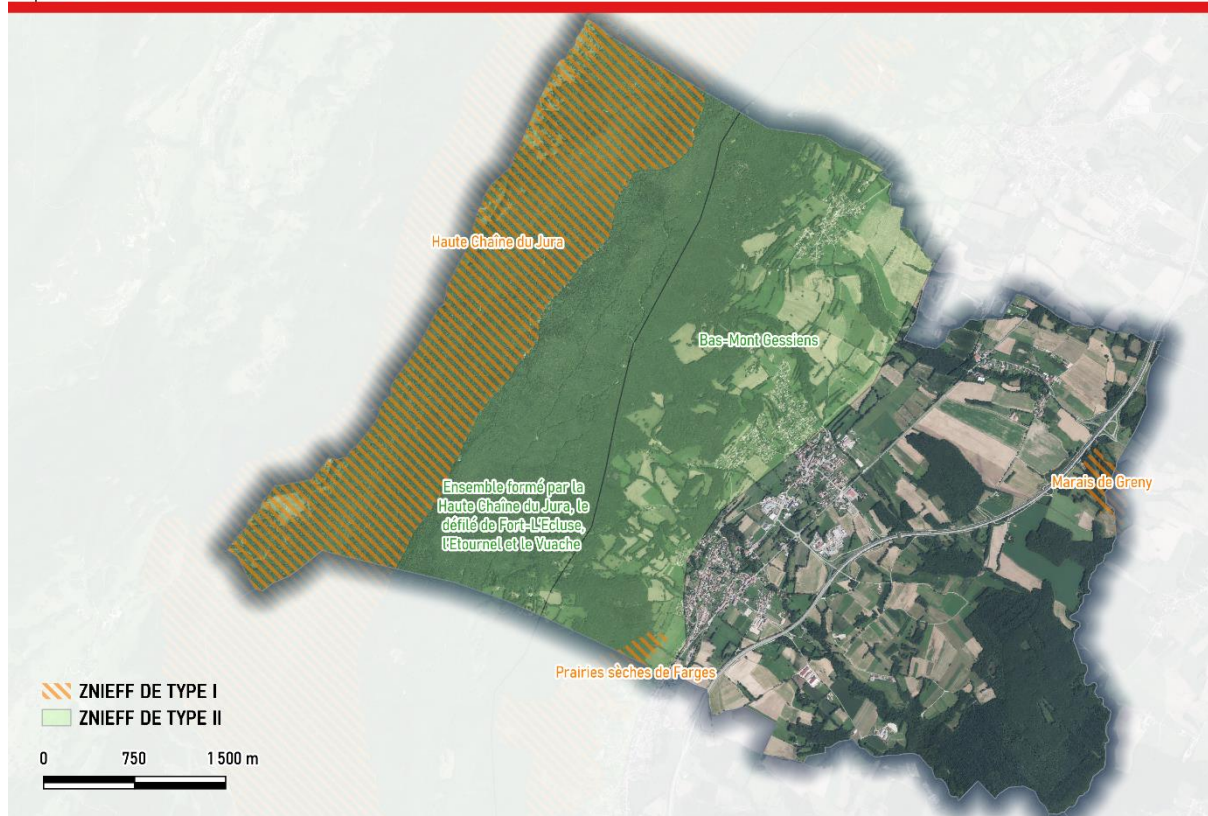 Haute Chaîne du Jura
Bas-Mont Gessiens
Ensemble formé par la
Haute Chaîne du Jura, le
défilé de Fort-L'Ecluse,
l'Etournel et le Vuache
Marais de Greny
Prairies sèches de Farges
ZNIEFF DE TYPE I
ZNIEFF DE TYPE II
0 750 1 500 m